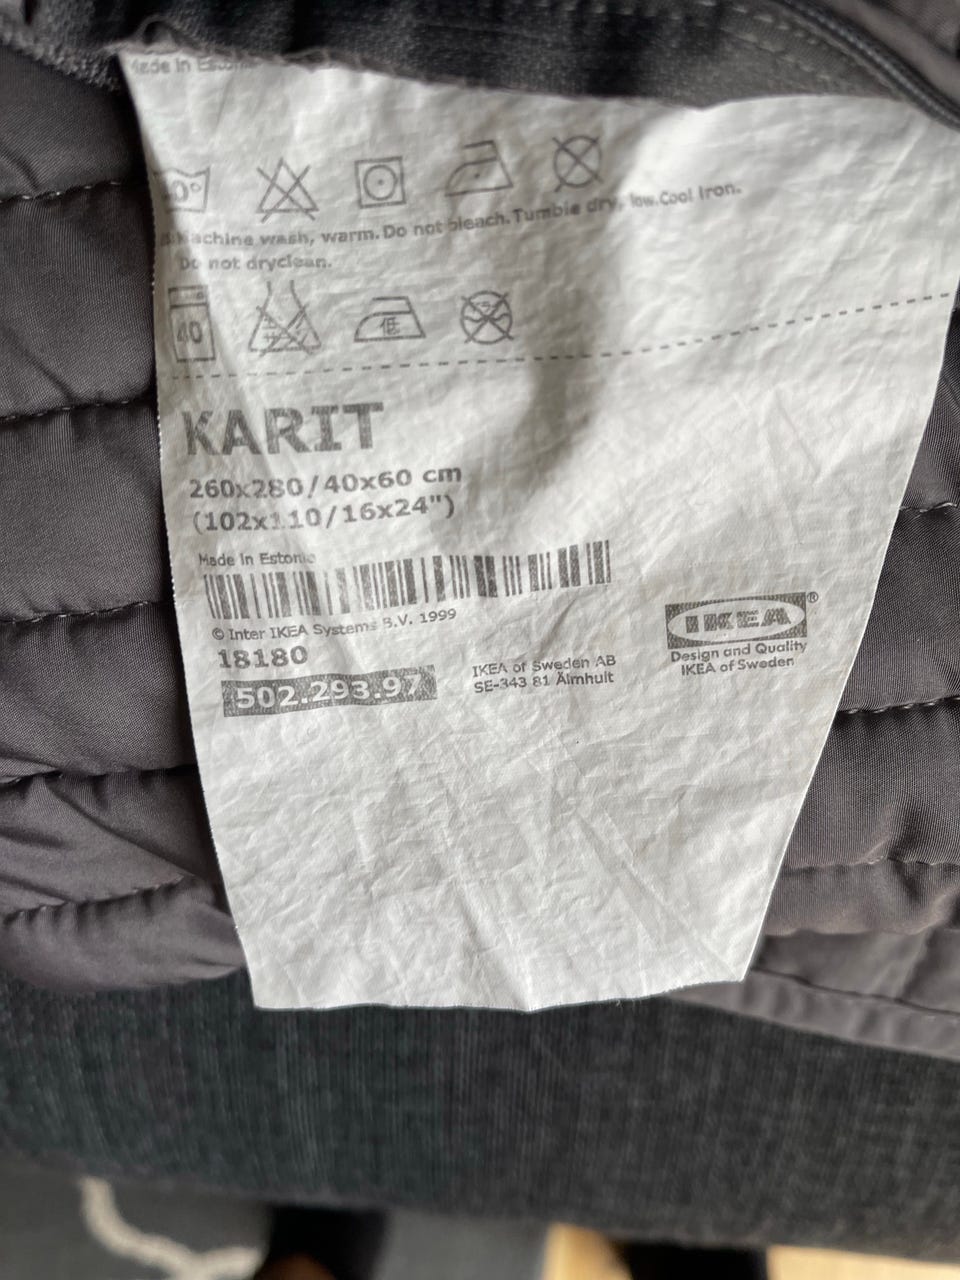 Made in Estonia
0°
Machine wash, warm. Do not bleach. Tumble dry, low. Cool Iron.
Do not dryclean.
40 低
KARIT
260x280/40x60 cm
(102x110/16x24")
Made in Estonia
© Inter IKEA Systems B.V. 1999
18180
502.293.97
IKEA of Sweden AB
SE-343 81 Älmhult
IKEA®
Design and Quality
IKEA of Sweden